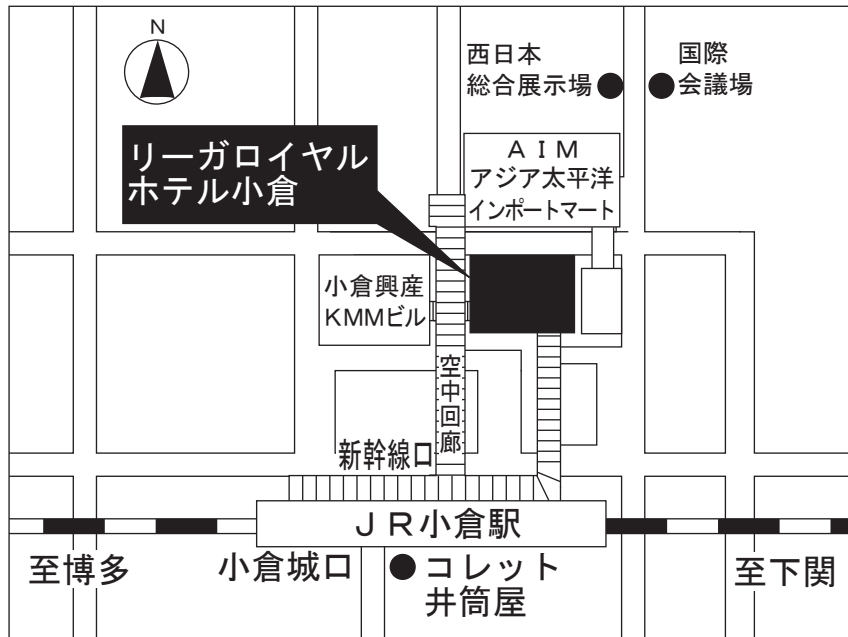 N
西日本
総合展示場
国際
会議場
リーガロイヤル
ホテル小倉
AIM
アジア太平洋
インポートマート
小倉興産
KMMビル
空中回廊
新幹線口
JR小倉駅
至博多
小倉城口
コレット
井筒屋
至下関